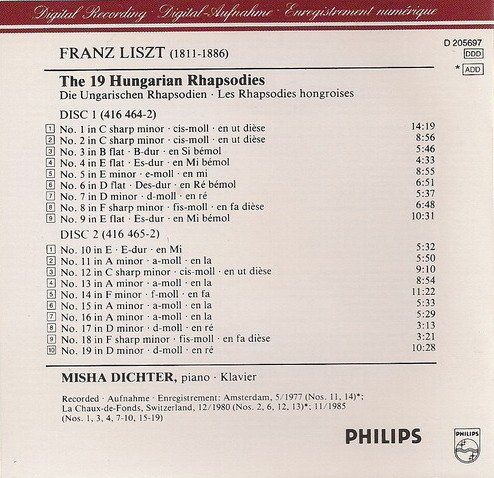 Digital Recording · Digital-Aufnahme · Enregistrement numérique
FRANZ LISZT (1811-1886)
D 205697
DDD
* ADD
The 19 Hungarian Rhapsodies
Die Ungarischen Rhapsodien · Les Rhapsodies hongroises
DISC 1 (416 464-2)
1 No. 1 in C sharp minor · cis-moll · en ut dièse 14:19
2 No. 2 in C sharp minor · cis-moll · en ut dièse 8:56
3 No. 3 in B flat · B-dur · en Si bémol 5:46
4 No. 4 in E flat · Es-dur · en Mi bémol 4:33
5 No. 5 in E minor · e-moll · en mi 8:55
6 No. 6 in D flat · Des-dur · en Ré bémol 6:51
7 No. 7 in D minor · d-moll · en ré 5:37
8 No. 8 in F sharp minor · fis-moll · en fa dièse 6:48
9 No. 9 in E flat · Es-dur · en Mi bémol 10:31
DISC 2 (416 465-2)
1 No. 10 in E · E-dur · en Mi 5:32
2 No. 11 in A minor · a-moll · en la 5:50
3 No. 12 in C sharp minor · cis-moll · en ut dièse 9:10
4 No. 13 in A minor · a-moll · en la 8:54
5 No. 14 in F minor · f-moll · en fa 11:22
6 No. 15 in A minor · a-moll · en la 5:33
7 No. 16 in A minor · a-moll · en la 5:29
8 No. 17 in D minor · d-moll · en ré 3:13
9 No. 18 in F sharp minor · fis-moll · en fa dièse 3:21
10 No. 19 in D minor · d-moll · en ré 10:28
MISHA DICHTER, piano · Klavier
Recorded · Aufnahme · Enregistrement: Amsterdam, 5/1977 (Nos. 11, 14)*;
La Chaux-de-Fonds, Switzerland, 12/1980 (Nos. 2, 6, 12, 13)*; 11/1985
(Nos. 1, 3, 4, 7-10, 15-19)
PHILIPS
PHILIPS